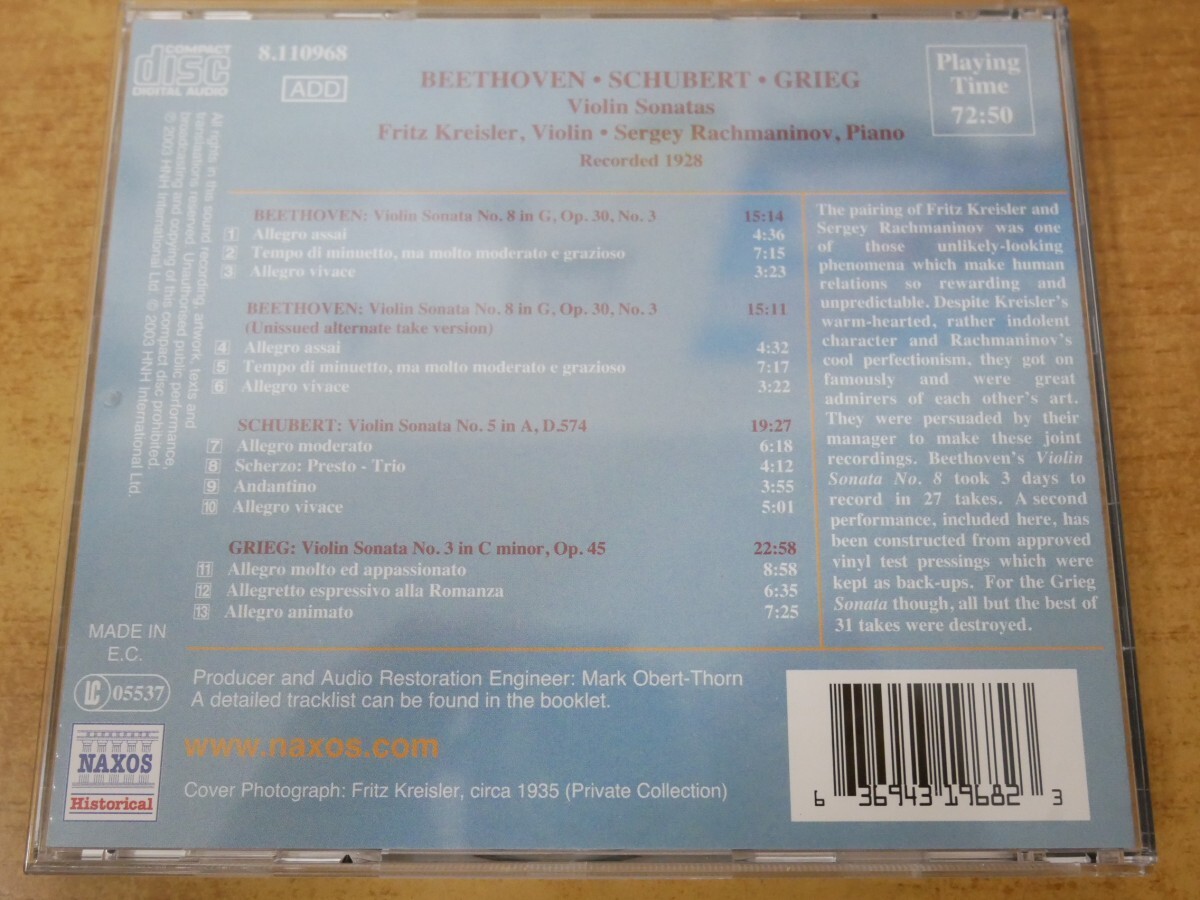 COMPACT
disc
DIGITAL AUDIO
8.110968
ADD
BEETHOVEN • SCHUBERT • GRIEG
Violin Sonatas
Fritz Kreisler, Violin • Sergey Rachmaninov, Piano
Recorded 1928
Playing
Time
72:50
All rights in this sound recording, artwork, texts and
translations reserved. Unauthorised public performance,
broadcasting and copying of this compact disc prohibited.
℗ 2003 HNH International Ltd. © 2003 HNH International Ltd.
BEETHOVEN: Violin Sonata No. 8 in G, Op. 30, No. 3 15:14
1 Allegro assai 4:36
2 Tempo di minuetto, ma molto moderato e grazioso 7:15
3 Allegro vivace 3:23
BEETHOVEN: Violin Sonata No. 8 in G, Op. 30, No. 3 15:11
(Unissued alternate take version)
4 Allegro assai 4:32
5 Tempo di minuetto, ma molto moderato e grazioso 7:17
6 Allegro vivace 3:22
SCHUBERT: Violin Sonata No. 5 in A, D.574 19:27
7 Allegro moderato 6:18
8 Scherzo: Presto - Trio 4:12
9 Andantino 3:55
10 Allegro vivace 5:01
GRIEG: Violin Sonata No. 3 in C minor, Op. 45 22:58
11 Allegro molto ed appassionato 8:58
12 Allegretto espressivo alla Romanza 6:35
13 Allegro animato 7:25
The pairing of Fritz Kreisler and
Sergey Rachmaninov was one
of those unlikely-looking
phenomena which make human
relations so rewarding and
unpredictable. Despite Kreisler's
warm-hearted, rather indolent
character and Rachmaninov's
cool perfectionism, they got on
famously and were great
admirers of each other's art.
They were persuaded by their
manager to make these joint
recordings. Beethoven's Violin
Sonata No. 8 took 3 days to
record in 27 takes. A second
performance, included here, has
been constructed from approved
vinyl test pressings which were
kept as back-ups. For the Grieg
Sonata though, all but the best of
31 takes were destroyed.
MADE IN
E.C.
LC 05537
NAXOS
Historical
Producer and Audio Restoration Engineer: Mark Obert-Thorn
A detailed tracklist can be found in the booklet.
www.naxos.com
Cover Photograph: Fritz Kreisler, circa 1935 (Private Collection)
6 36943 19682 3